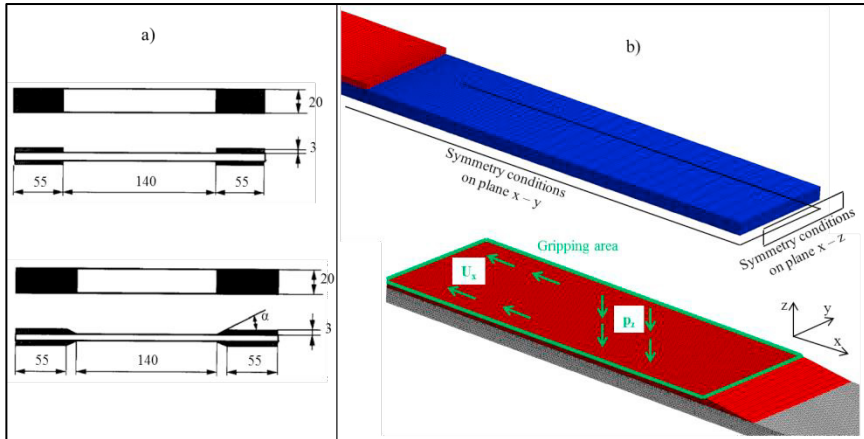 a)
20
3
55
140
55
20
α
3
55
140
55
b)
Symmetry conditions
on plane x – y
Symmetry conditions
on plane x – z
Gripping area
Uₓ
p_z
z
y
x